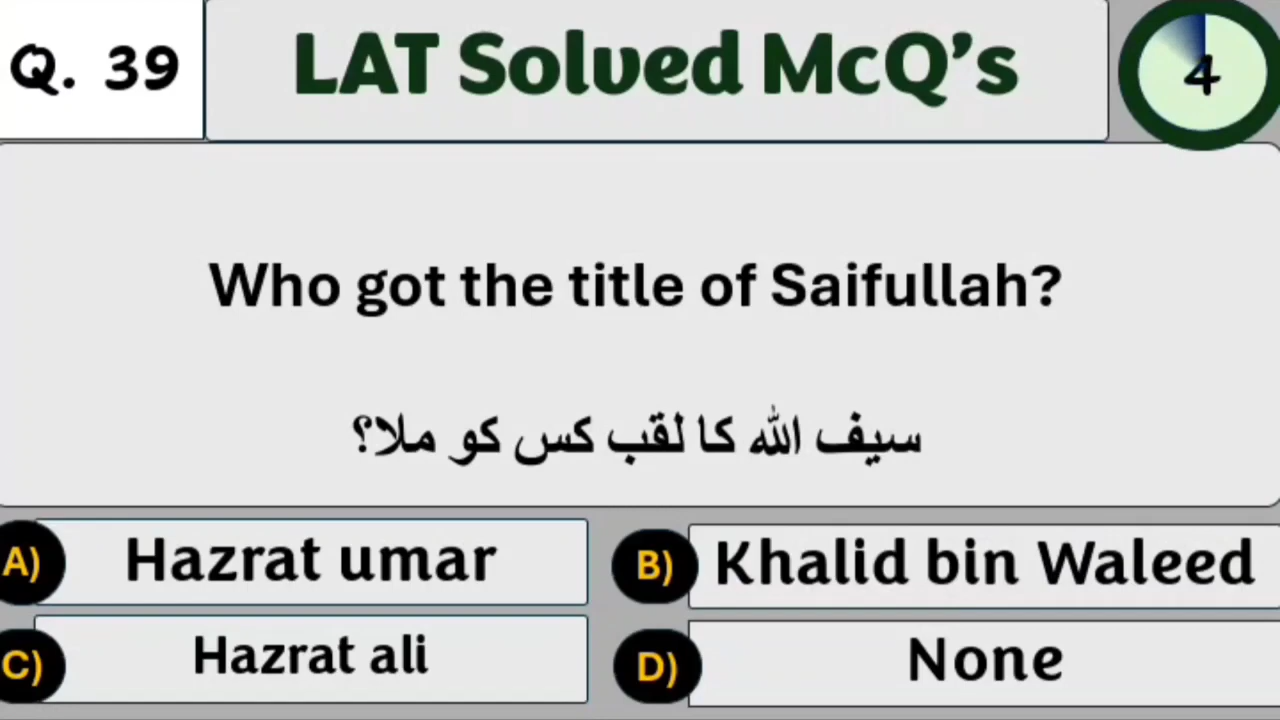 Q. 39
LAT Solved McQ's
4
Who got the title of Saifullah?
سیف اللہ کا لقب کس کو ملا؟
A) Hazrat umar
B) Khalid bin Waleed
C) Hazrat ali
D) None